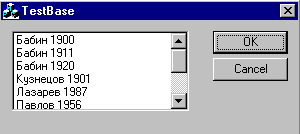 TestBase
Бабин 1900
Бабин 1911
Бабин 1920
Кузнецов 1901
Лазарев 1987
Павлов 1956
OK
Cancel